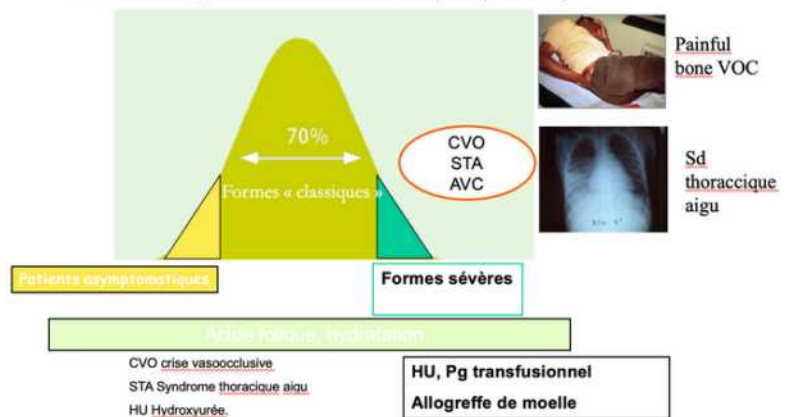 Painful
bone VOC
70%
Formes « classiques »
CVO
STA
AVC
Sd
thoraccique
aigu
Patients asymptomatiques
Formes sévères
Acide folique, hydratation
CVO crise vasoocclusive
STA Syndrome thoracique aiqu
HU Hydroxyurée.
HU, Pg transfusionnel
Allogreffe de moelle